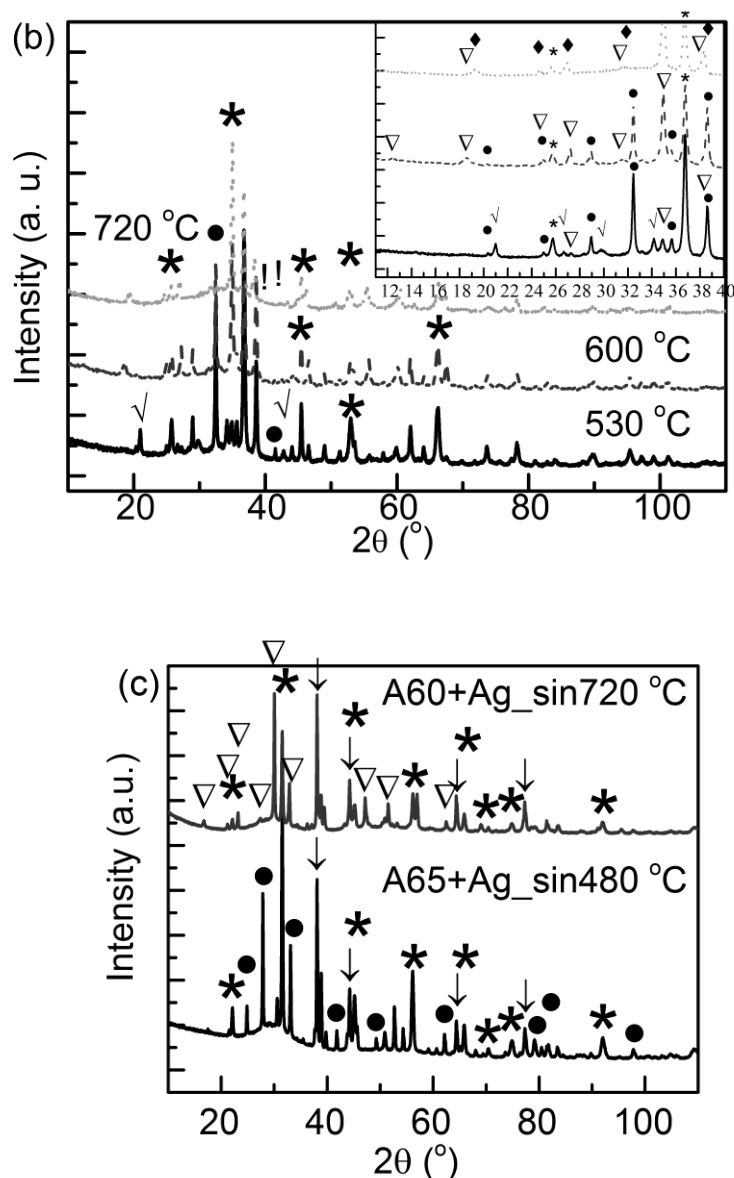 (b)
720 °C
!!
600 °C
530 °C
Intensity (a. u.)
12 14 16 18 20 22 24 26 28 30 32 34 36 38 40
20 40 60 80 100
2θ (°)
(c)
A60+Ag_sin720 °C
A65+Ag_sin480 °C
Intensity (a.u.)
20 40 60 80 100
2θ (°)